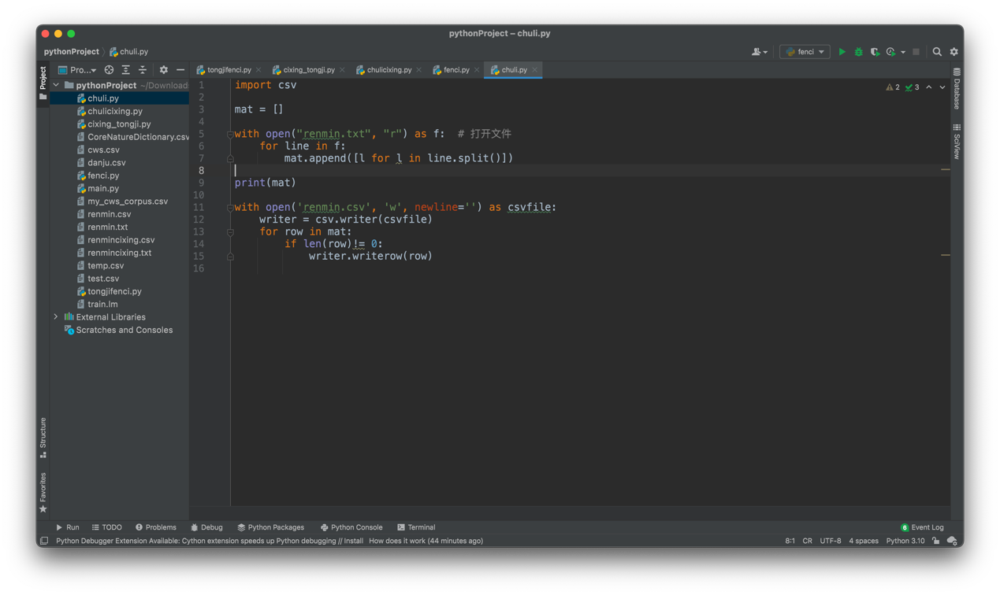 pythonProject – chuli.py
pythonProject chuli.py
fenci
Project
Pro...
tongjifenci.py
cixing_tongji.py
chulicixing.py
fenci.py
chuli.py
pythonProject ~/Download
chuli.py
chulicixing.py
cixing_tongji.py
CoreNatureDictionary.csv
cws.csv
danju.csv
fenci.py
main.py
my_cws_corpus.csv
renmin.csv
renmin.txt
renmincixing.csv
renmincixing.txt
temp.csv
test.csv
tongjifenci.py
train.lm
External Libraries
Scratches and Consoles
1 import csv
2
3 mat = []
4
5 with open("renmin.txt", "r") as f:  # 打开文件
6     for line in f:
7         mat.append([l for l in line.split()])
8
9 print(mat)
10
11 with open('renmin.csv', 'w', newline='') as csvfile:
12     writer = csv.writer(csvfile)
13     for row in mat:
14         if len(row)!= 0:
15             writer.writerow(row)
16
2 3
Database
SciView
Structure
Favorites
Run TODO Problems Debug Python Packages Python Console Terminal 6 Event Log
Python Debugger Extension Available: Cython extension speeds up Python debugging // Install How does it work (44 minutes ago) 8:1 CR UTF-8 4 spaces Python 3.10